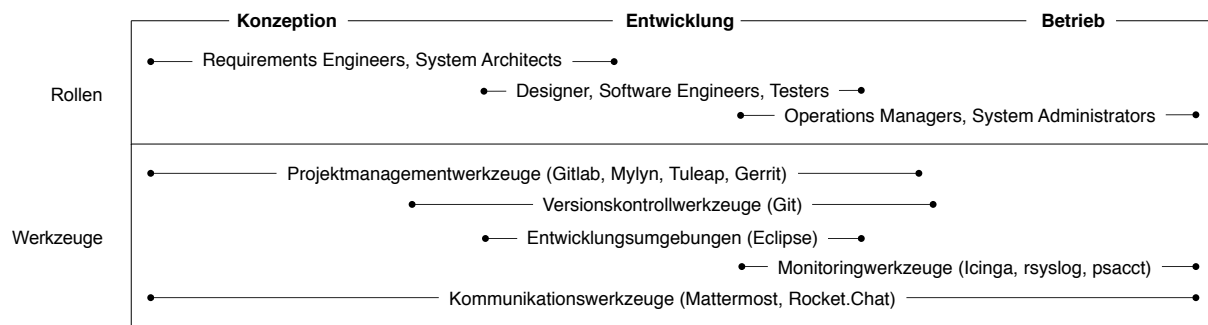 Konzeption Entwicklung Betrieb
Rollen
Requirements Engineers, System Architects
Designer, Software Engineers, Testers
Operations Managers, System Administrators
Werkzeuge
Projektmanagementwerkzeuge (Gitlab, Mylyn, Tuleap, Gerrit)
Versionskontrollwerkzeuge (Git)
Entwicklungsumgebungen (Eclipse)
Monitoringwerkzeuge (Icinga, rsyslog, psacct)
Kommunikationswerkzeuge (Mattermost, Rocket.Chat)